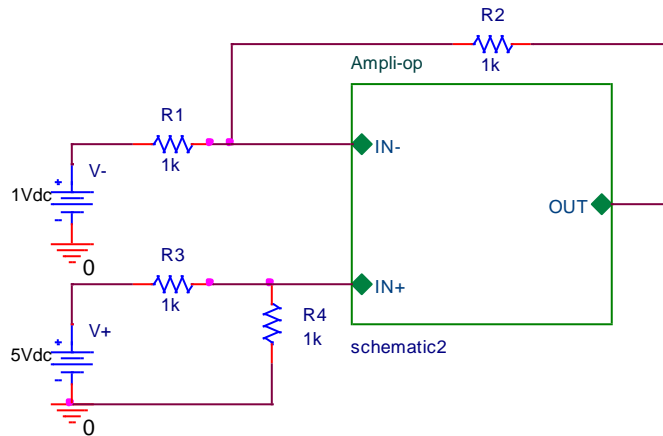 R2
1k
Ampli-op
R1
1k
IN-
V-
1Vdc
OUT
0
R3
1k
IN+
R4
1k
V+
5Vdc
schematic2
0